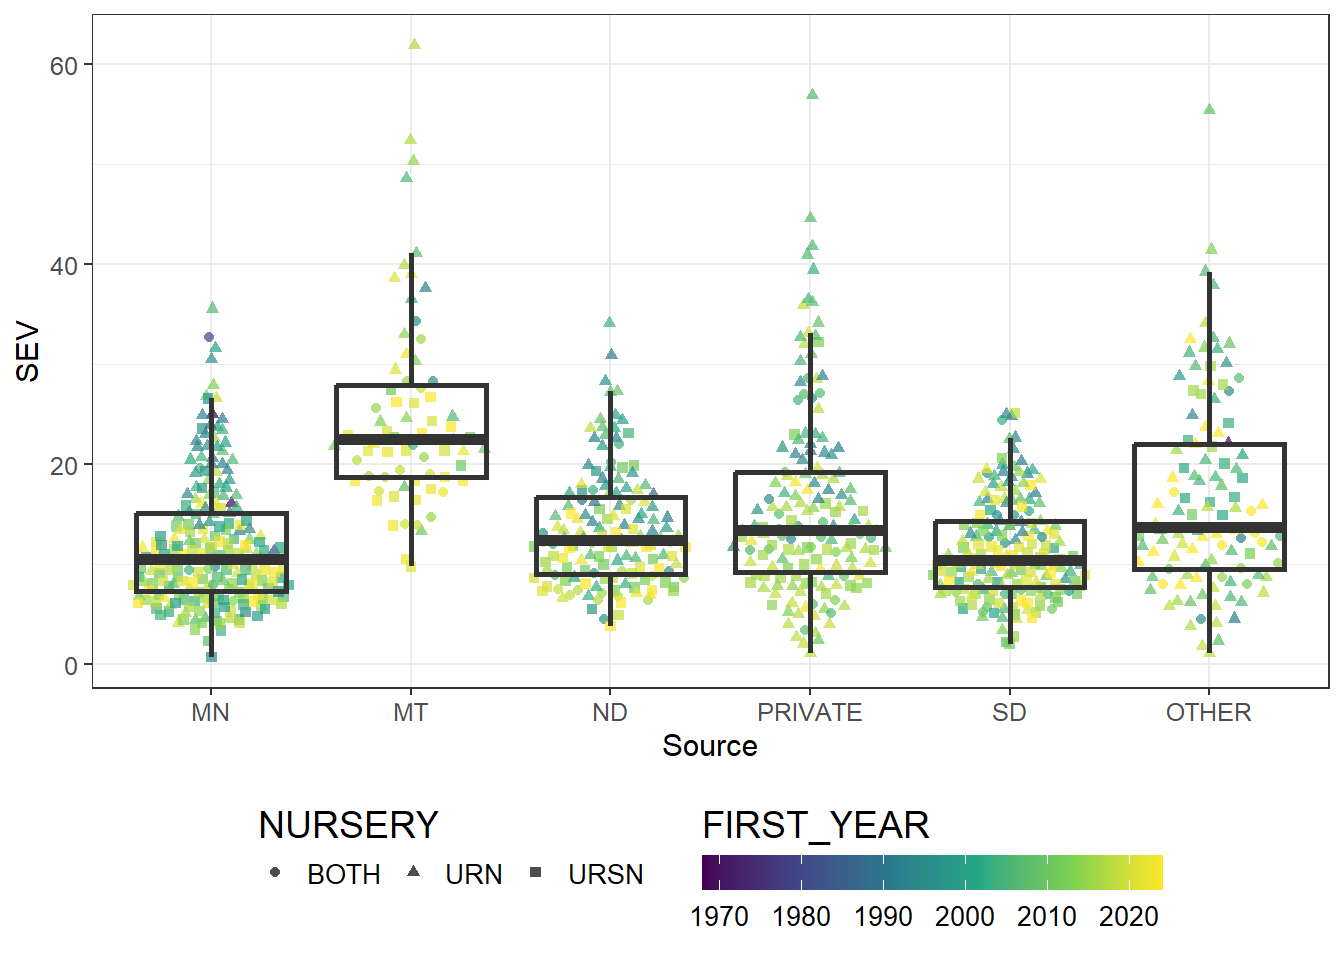 60
40
20
0
SEV
MN MT ND PRIVATE SD OTHER
Source
NURSERY
BOTH URN URSN
FIRST_YEAR
1970 1980 1990 2000 2010 2020